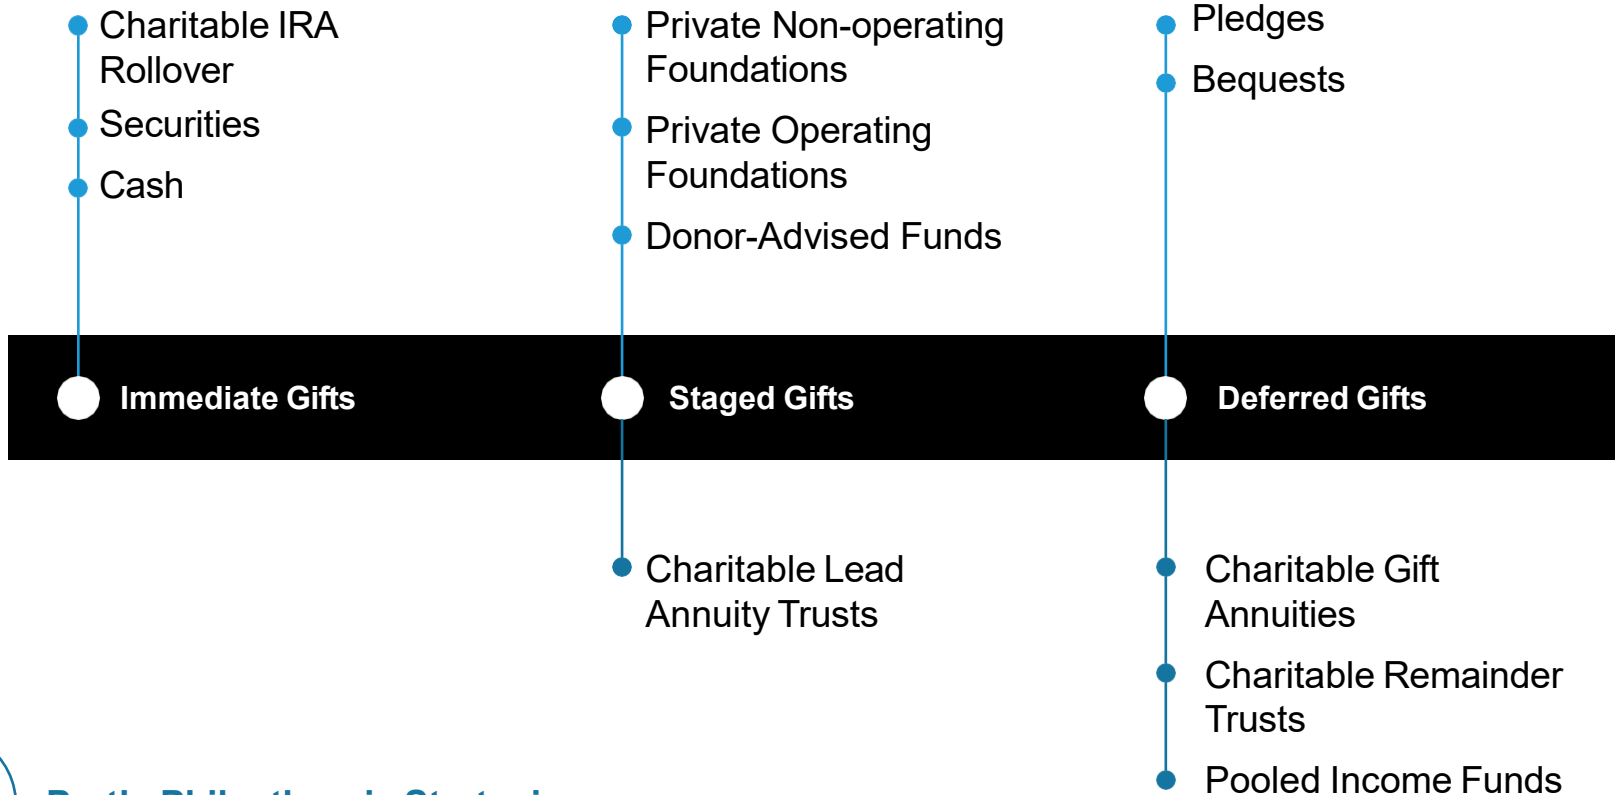 Charitable IRA
Rollover
Securities
Cash
Private Non-operating
Foundations
Private Operating
Foundations
Donor-Advised Funds
Pledges
Bequests
Immediate Gifts
Staged Gifts
Deferred Gifts
Charitable Lead
Annuity Trusts
Charitable Gift
Annuities
Charitable Remainder
Trusts
Pooled Income Funds